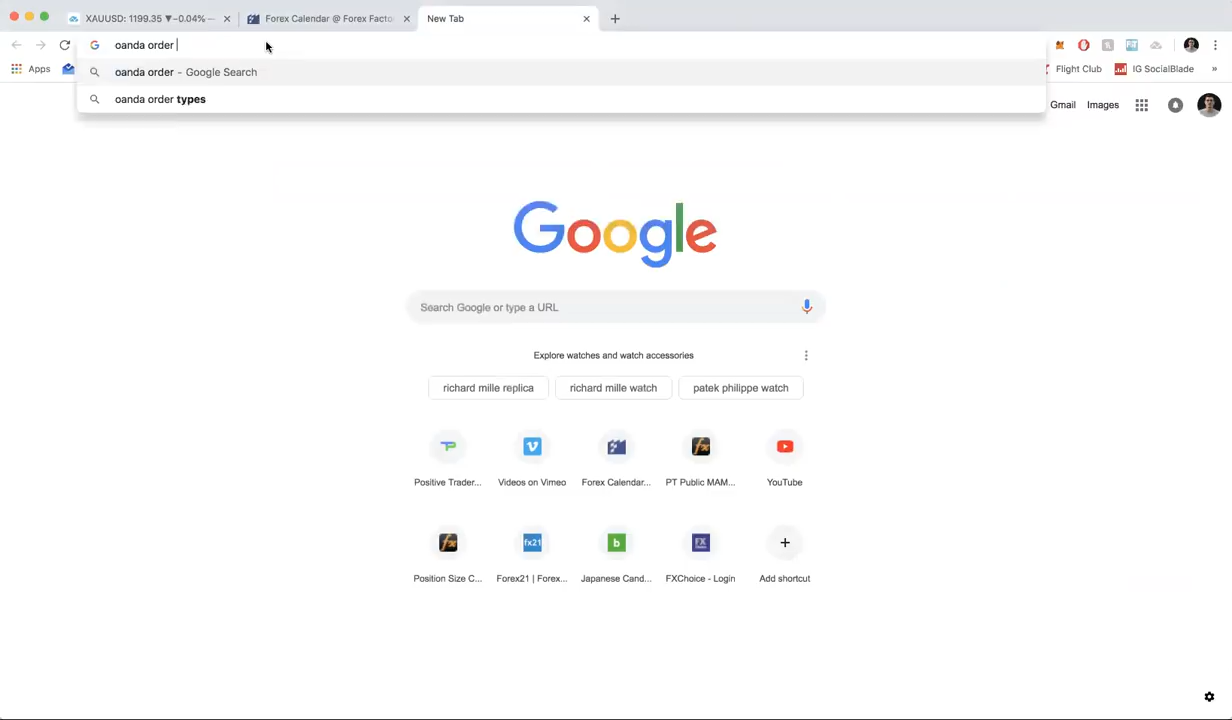 XAUUSD: 1199.35 ▼−0.04% —
Forex Calendar @ Forex Facto
New Tab
oanda order
oanda order - Google Search
oanda order types
Apps
Flight Club
IG SocialBlade
»
Gmail
Images
Google
Search Google or type a URL
Explore watches and watch accessories
richard mille replica
richard mille watch
patek philippe watch
Positive Trader...
Videos on Vimeo
Forex Calendar...
PT Public MAM...
YouTube
fx21
b
FX
Position Size C...
Forex21 | Forex...
Japanese Cand...
FXChoice - Login
Add shortcut